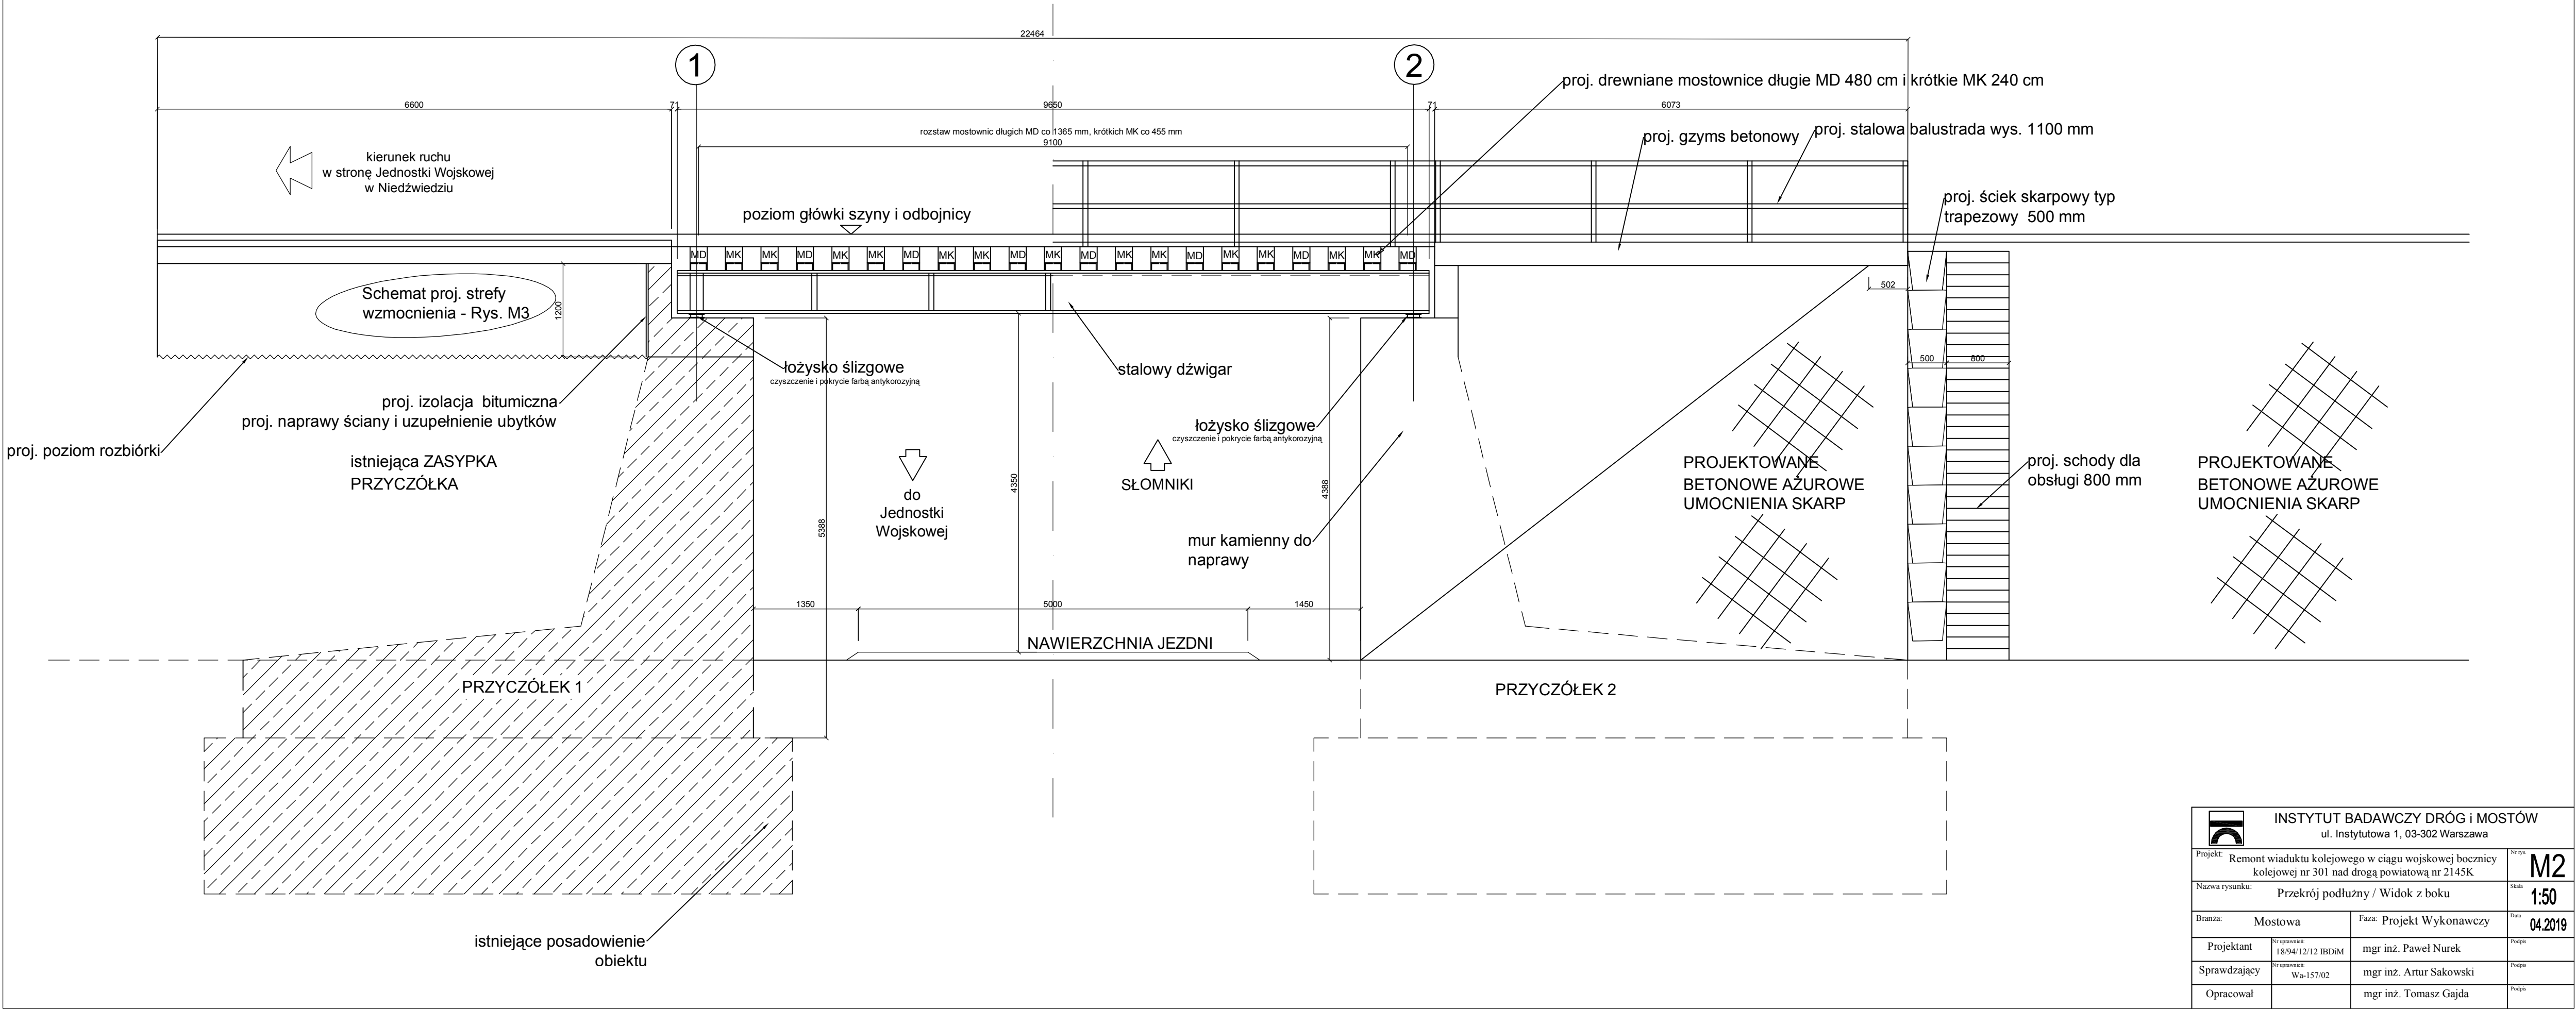 22464
1
2
proj. drewniane mostownice długie MD 480 cm i krótkie MK 240 cm
6600
71
9650
71
6073
rozstaw mostownic długich MD co 1365 mm, krótkich MK co 455 mm
9100
proj. gzyms betonowy
proj. stalowa balustrada wys. 1100 mm
kierunek ruchu
w stronę Jednostki Wojskowej
w Niedźwiedziu
poziom główki szyny i odbojnicy
proj. ściek skarpowy typ
trapezowy 500 mm
MD MK MK MD MK MK MD MK MK MD MK MD MK MK MD MK MK MD MK MK MD
Schemat proj. strefy
wzmocnienia - Rys. M3
1200
502
łożysko ślizgowe
czyszczenie i pokrycie farbą antykorozyjną
stalowy dźwigar
500
800
proj. izolacja bitumiczna
proj. naprawy ściany i uzupełnienie ubytków
łożysko ślizgowe
czyszczenie i pokrycie farbą antykorozyjną
proj. poziom rozbiórki
istniejąca ZASYPKA
PRZYCZÓŁKA
do
Jednostki
Wojskowej
SŁOMNIKI
5388
4350
4388
mur kamienny do
naprawy
PROJEKTOWANE
BETONOWE AŻUROWE
UMOCNIENIA SKARP
proj. schody dla
obsługi 800 mm
PROJEKTOWANE
BETONOWE AŻUROWE
UMOCNIENIA SKARP
1350
5000
1450
NAWIERZCHNIA JEZDNI
PRZYCZÓŁEK 1
PRZYCZÓŁEK 2
istniejące posadowienie
obiektu
INSTYTUT BADAWCZY DRÓG i MOSTÓW
ul. Instytutowa 1, 03-302 Warszawa
Projekt: Remont wiaduktu kolejowego w ciągu wojskowej bocznicy
kolejowej nr 301 nad drogą powiatową nr 2145K
Nr rys.
M2
Nazwa rysunku:
Przekrój podłużny / Widok z boku
Skala
1:50
Branża: Mostowa
Faza: Projekt Wykonawczy
Data
04.2019
Projektant
Nr uprawnień:
18/94/12/12 IBDiM
mgr inż. Paweł Nurek
Podpis
Sprawdzający
Nr uprawnień:
Wa-157/02
mgr inż. Artur Sakowski
Podpis
Opracował
mgr inż. Tomasz Gajda
Podpis